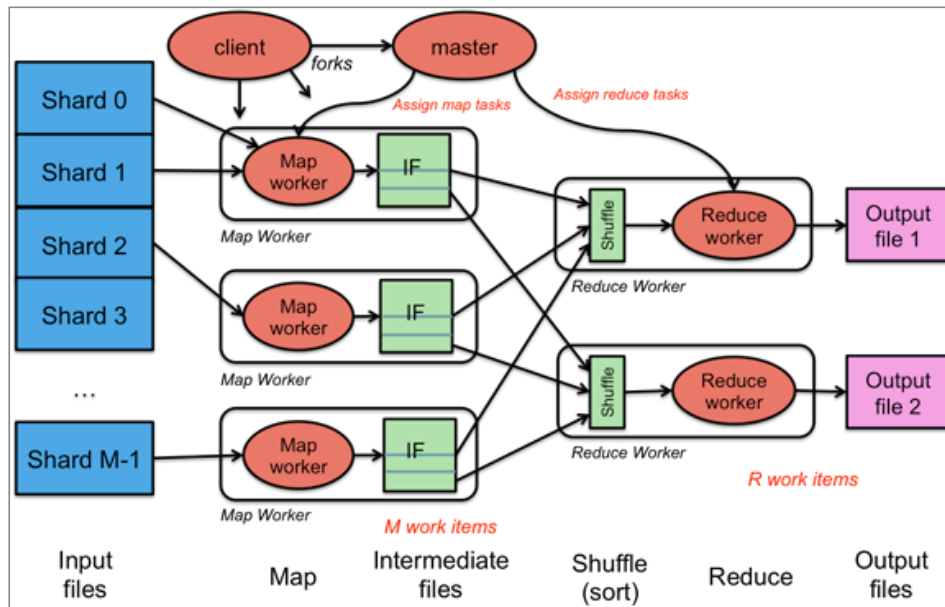 client
forks
master
Assign map tasks
Assign reduce tasks
Shard 0
Shard 1
Shard 2
Shard 3
...
Shard M-1
Map
worker
IF
Map Worker
Map
worker
IF
Map Worker
Map
worker
IF
Map Worker
M work items
Shuffle
Reduce
worker
Reduce Worker
Shuffle
Reduce
worker
Reduce Worker
R work items
Output
file 1
Output
file 2
Input
files
Map
Intermediate
files
Shuffle
(sort)
Reduce
Output
files